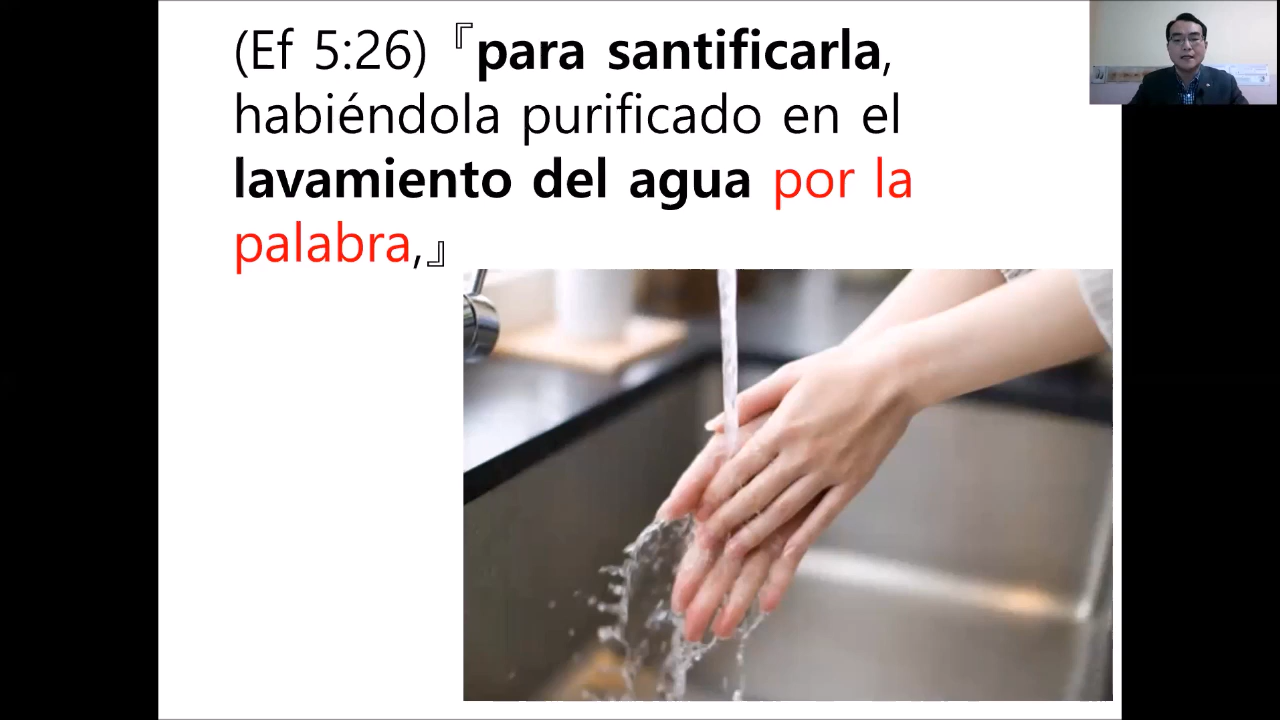 (Ef 5:26) 『para santificarla,
habiéndola purificado en el
lavamiento del agua por la
palabra,』